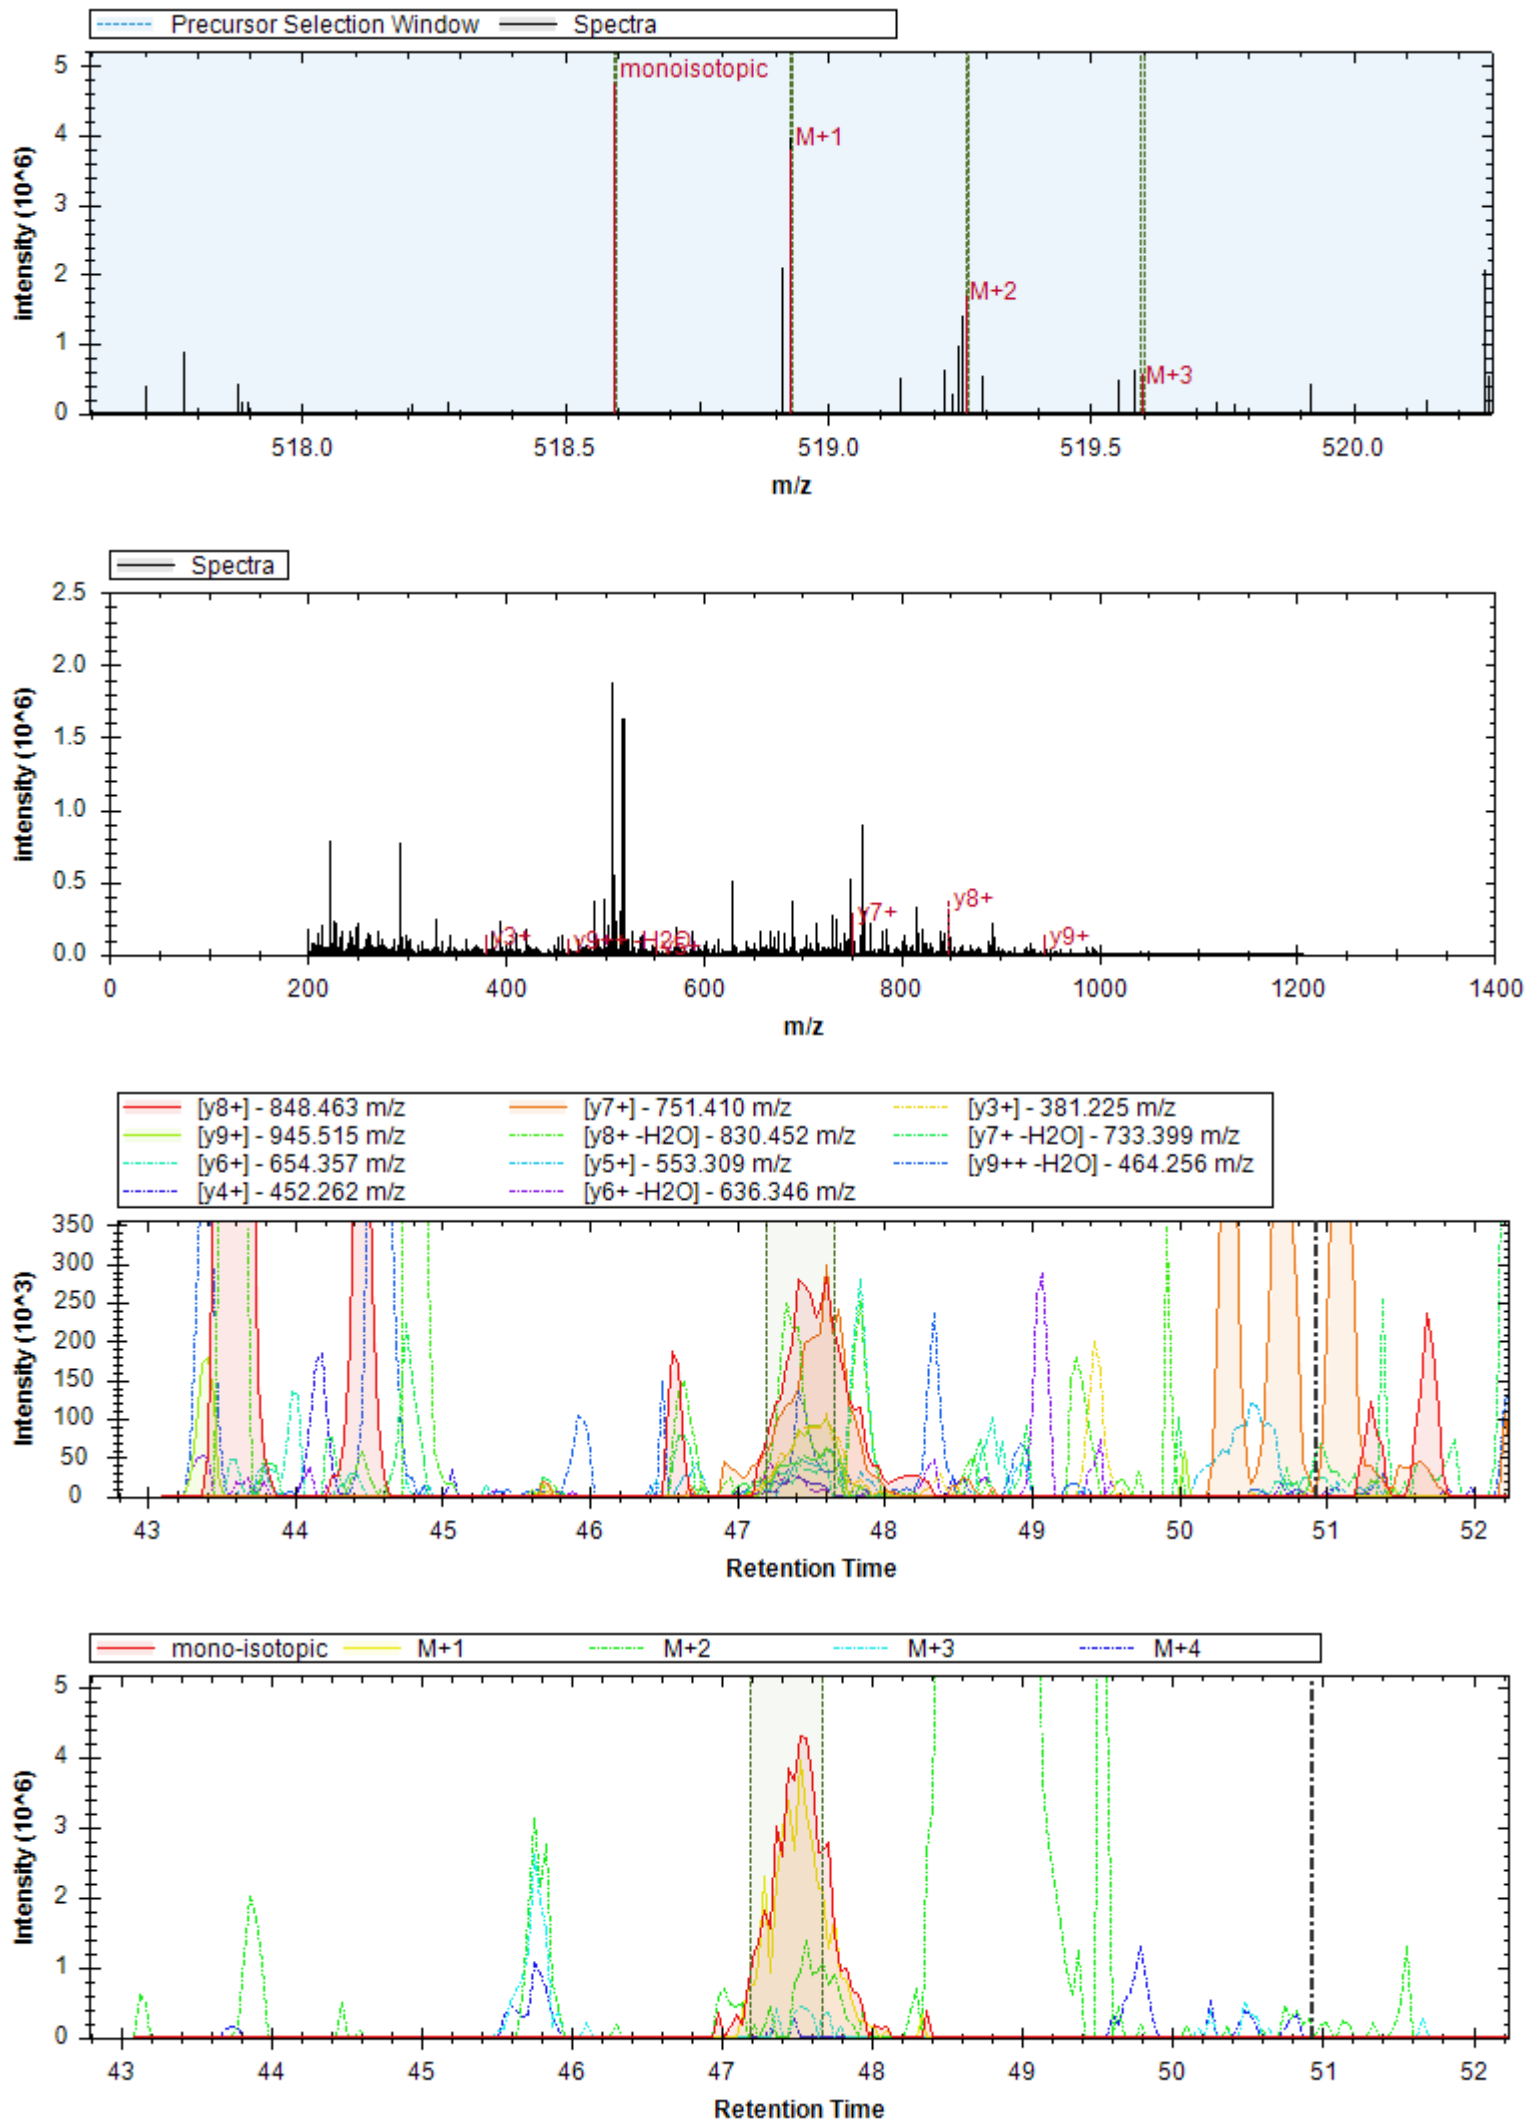 Precursor Selection Window Spectra
5
4
3
2
1
0
intensity (10^6)
monoisotopic
M+1
M+2
M+3
518.0 518.5 519.0 519.5 520.0
m/z
Spectra
2.5
2.0
1.5
1.0
0.5
0.0
intensity (10^6)
y3+ y7+ y8+ y9+
0 200 400 600 800 1000 1200 1400
m/z
[y8+] - 848.463 m/z [y7+] - 751.410 m/z [y3+] - 381.225 m/z
[y9+] - 945.515 m/z [y8+ -H2O] - 830.452 m/z [y7+ -H2O] - 733.399 m/z
[y6+] - 654.357 m/z [y5+] - 553.309 m/z [y9++ -H2O] - 464.256 m/z
[y4+] - 452.262 m/z [y6+ -H2O] - 636.346 m/z
350
300
250
200
150
100
50
0
Intensity (10^3)
43 44 45 46 47 48 49 50 51 52
Retention Time
mono-isotopic M+1 M+2 M+3 M+4
5
4
3
2
1
0
Intensity (10^6)
43 44 45 46 47 48 49 50 51 52
Retention Time